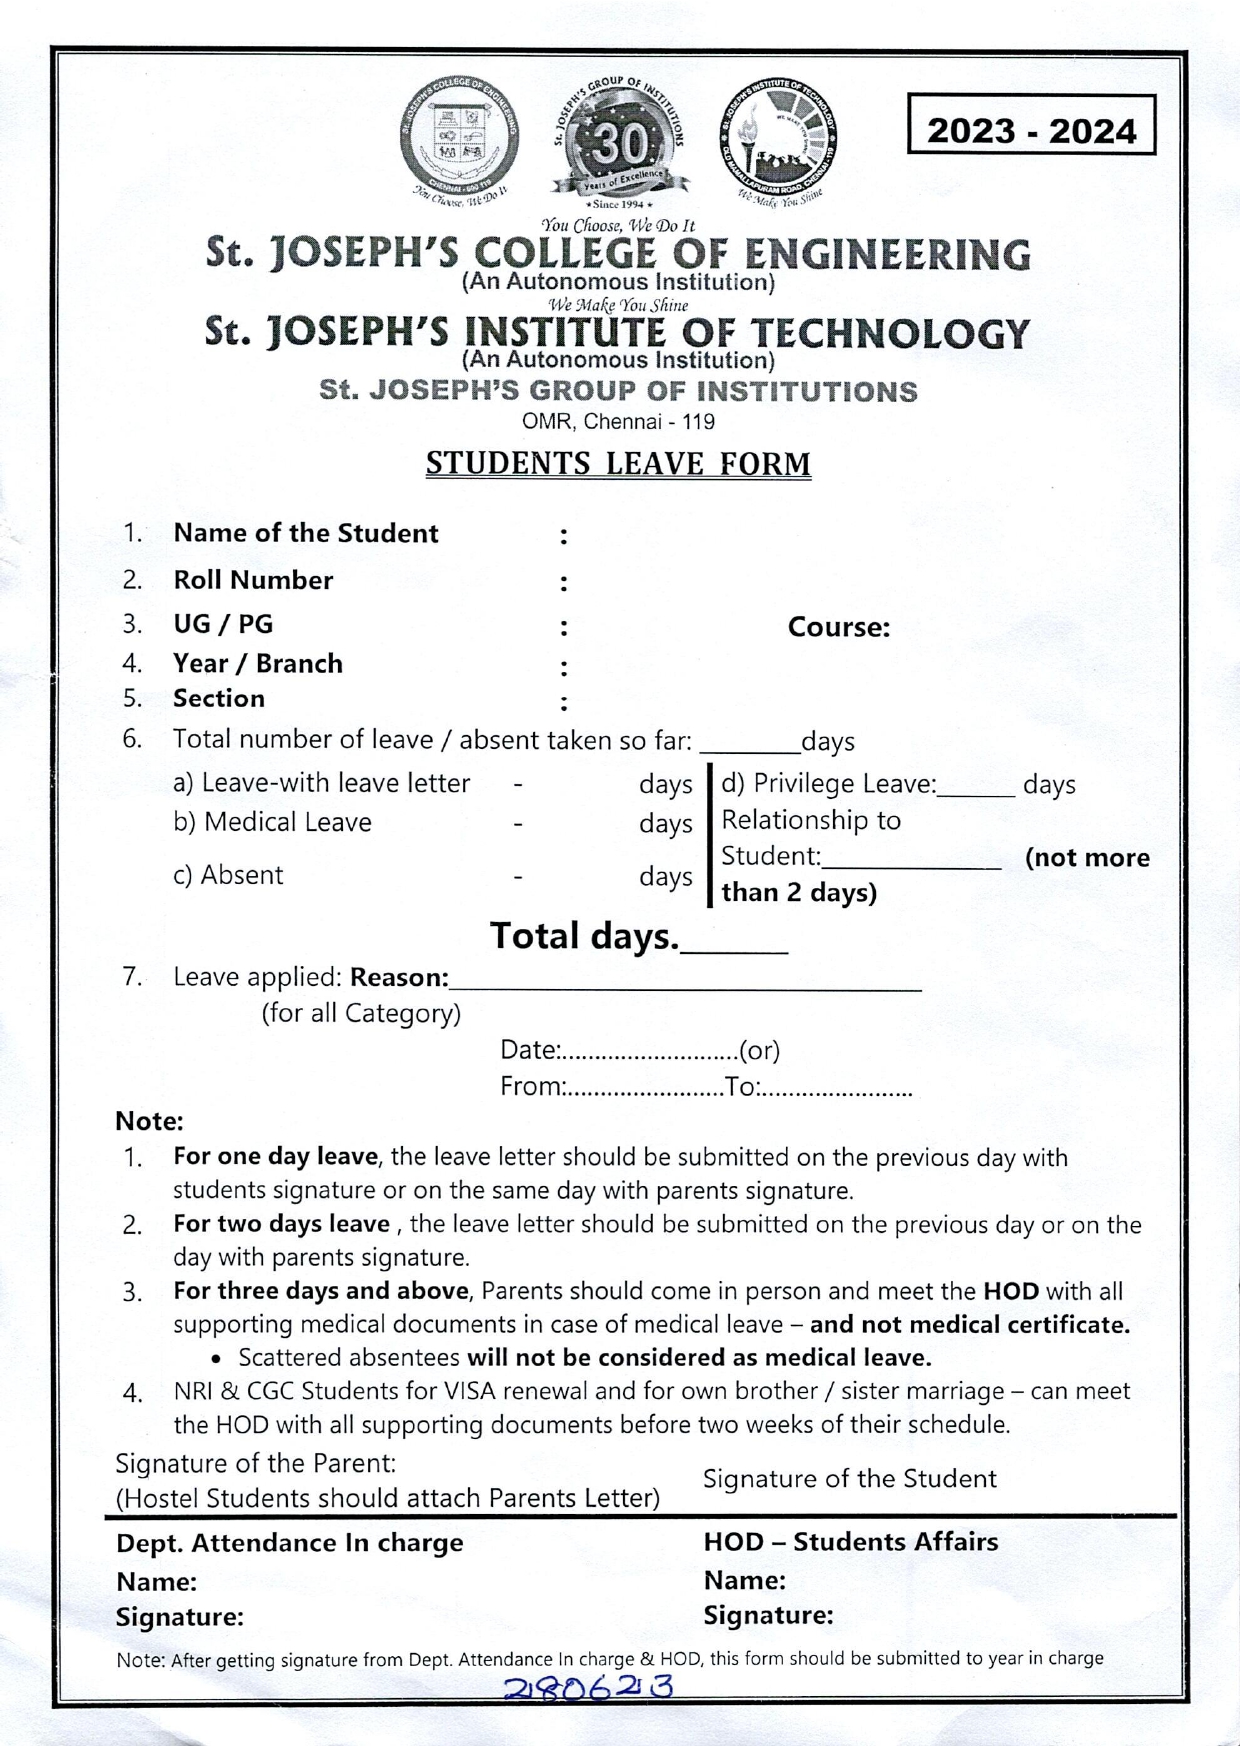 St. JOSEPH'S COLLEGE OF ENGINEERING
CHENNAI - 600 119
You Choose, We Do It
St. JOSEPH'S GROUP OF INSTITUTIONS
30
Years of Excellence
★Since 1994★
St. JOSEPH'S INSTITUTE OF TECHNOLOGY
OLD MAMALLAPURAM ROAD, CHENNAI-119
We Make You Shine
2023 - 2024
You Choose, We Do It
St. JOSEPH'S COLLEGE OF ENGINEERING
(An Autonomous Institution)
We Make You Shine
St. JOSEPH'S INSTITUTE OF TECHNOLOGY
(An Autonomous Institution)
St. JOSEPH'S GROUP OF INSTITUTIONS
OMR, Chennai - 119
STUDENTS LEAVE FORM
1. Name of the Student :
2. Roll Number :
3. UG / PG : Course:
4. Year / Branch :
5. Section :
6. Total number of leave / absent taken so far: _______days
a) Leave-with leave letter - days d) Privilege Leave:_____ days
b) Medical Leave - days Relationship to
Student:____________ (not more
c) Absent - days than 2 days)
Total days.______
7. Leave applied: Reason:________________________________
(for all Category)
Date:...........................(or)
From:........................To:.......................
Note:
1. For one day leave, the leave letter should be submitted on the previous day with
students signature or on the same day with parents signature.
2. For two days leave , the leave letter should be submitted on the previous day or on the
day with parents signature.
3. For three days and above, Parents should come in person and meet the HOD with all
supporting medical documents in case of medical leave – and not medical certificate.
• Scattered absentees will not be considered as medical leave.
4. NRI & CGC Students for VISA renewal and for own brother / sister marriage – can meet
the HOD with all supporting documents before two weeks of their schedule.
Signature of the Parent:
Signature of the Student
(Hostel Students should attach Parents Letter)
Dept. Attendance In charge HOD – Students Affairs
Name: Name:
Signature: Signature:
Note: After getting signature from Dept. Attendance In charge & HOD, this form should be submitted to year in charge
280623